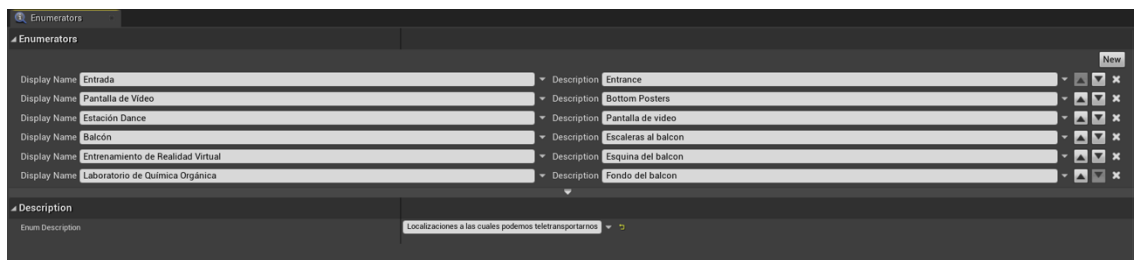 Enumerators
Enumerators
New
Display Name Entrada Description Entrance
Display Name Pantalla de Vídeo Description Bottom Posters
Display Name Estación Dance Description Pantalla de video
Display Name Balcón Description Escaleras al balcon
Display Name Entrenamiento de Realidad Virtual Description Esquina del balcon
Display Name Laboratorio de Química Orgánica Description Fondo del balcon
Description
Enum Description Localizaciones a las cuales podemos teletransportarnos